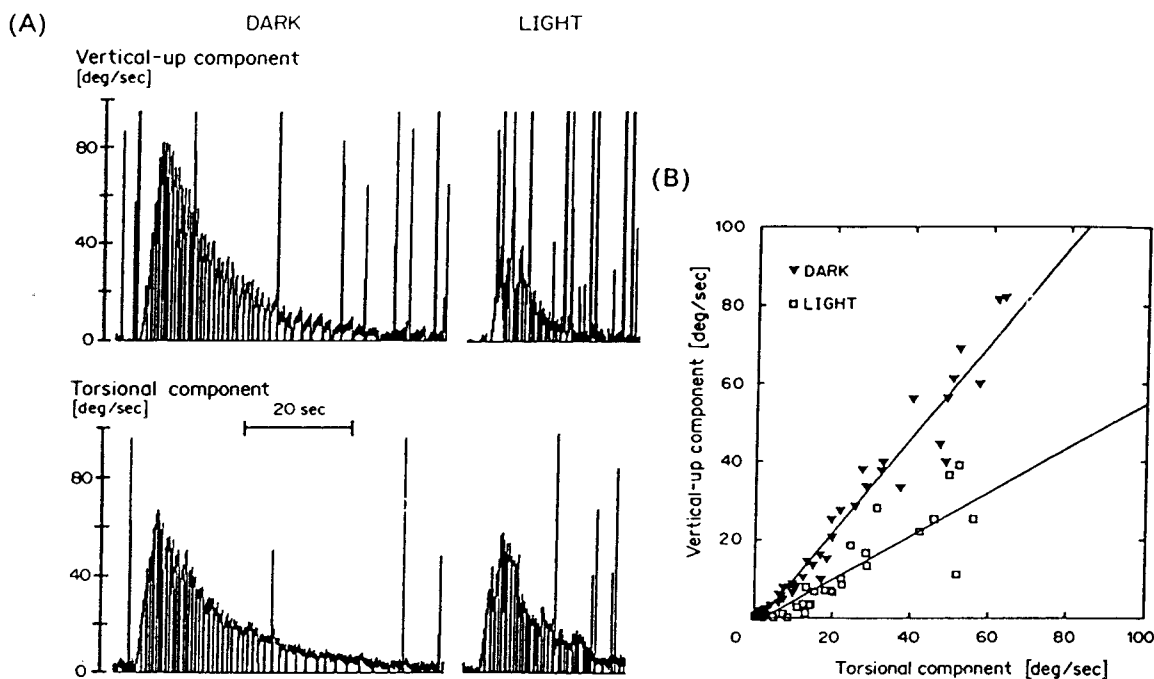 (A)
DARK
LIGHT
Vertical-up component
[deg/sec]
80
40
0
Torsional component
[deg/sec]
20 sec
80
40
0
(B)
100
80
60
40
20
0
20
40
60
80
100
DARK
LIGHT
Vertical-up component [deg/sec]
Torsional component [deg/sec]